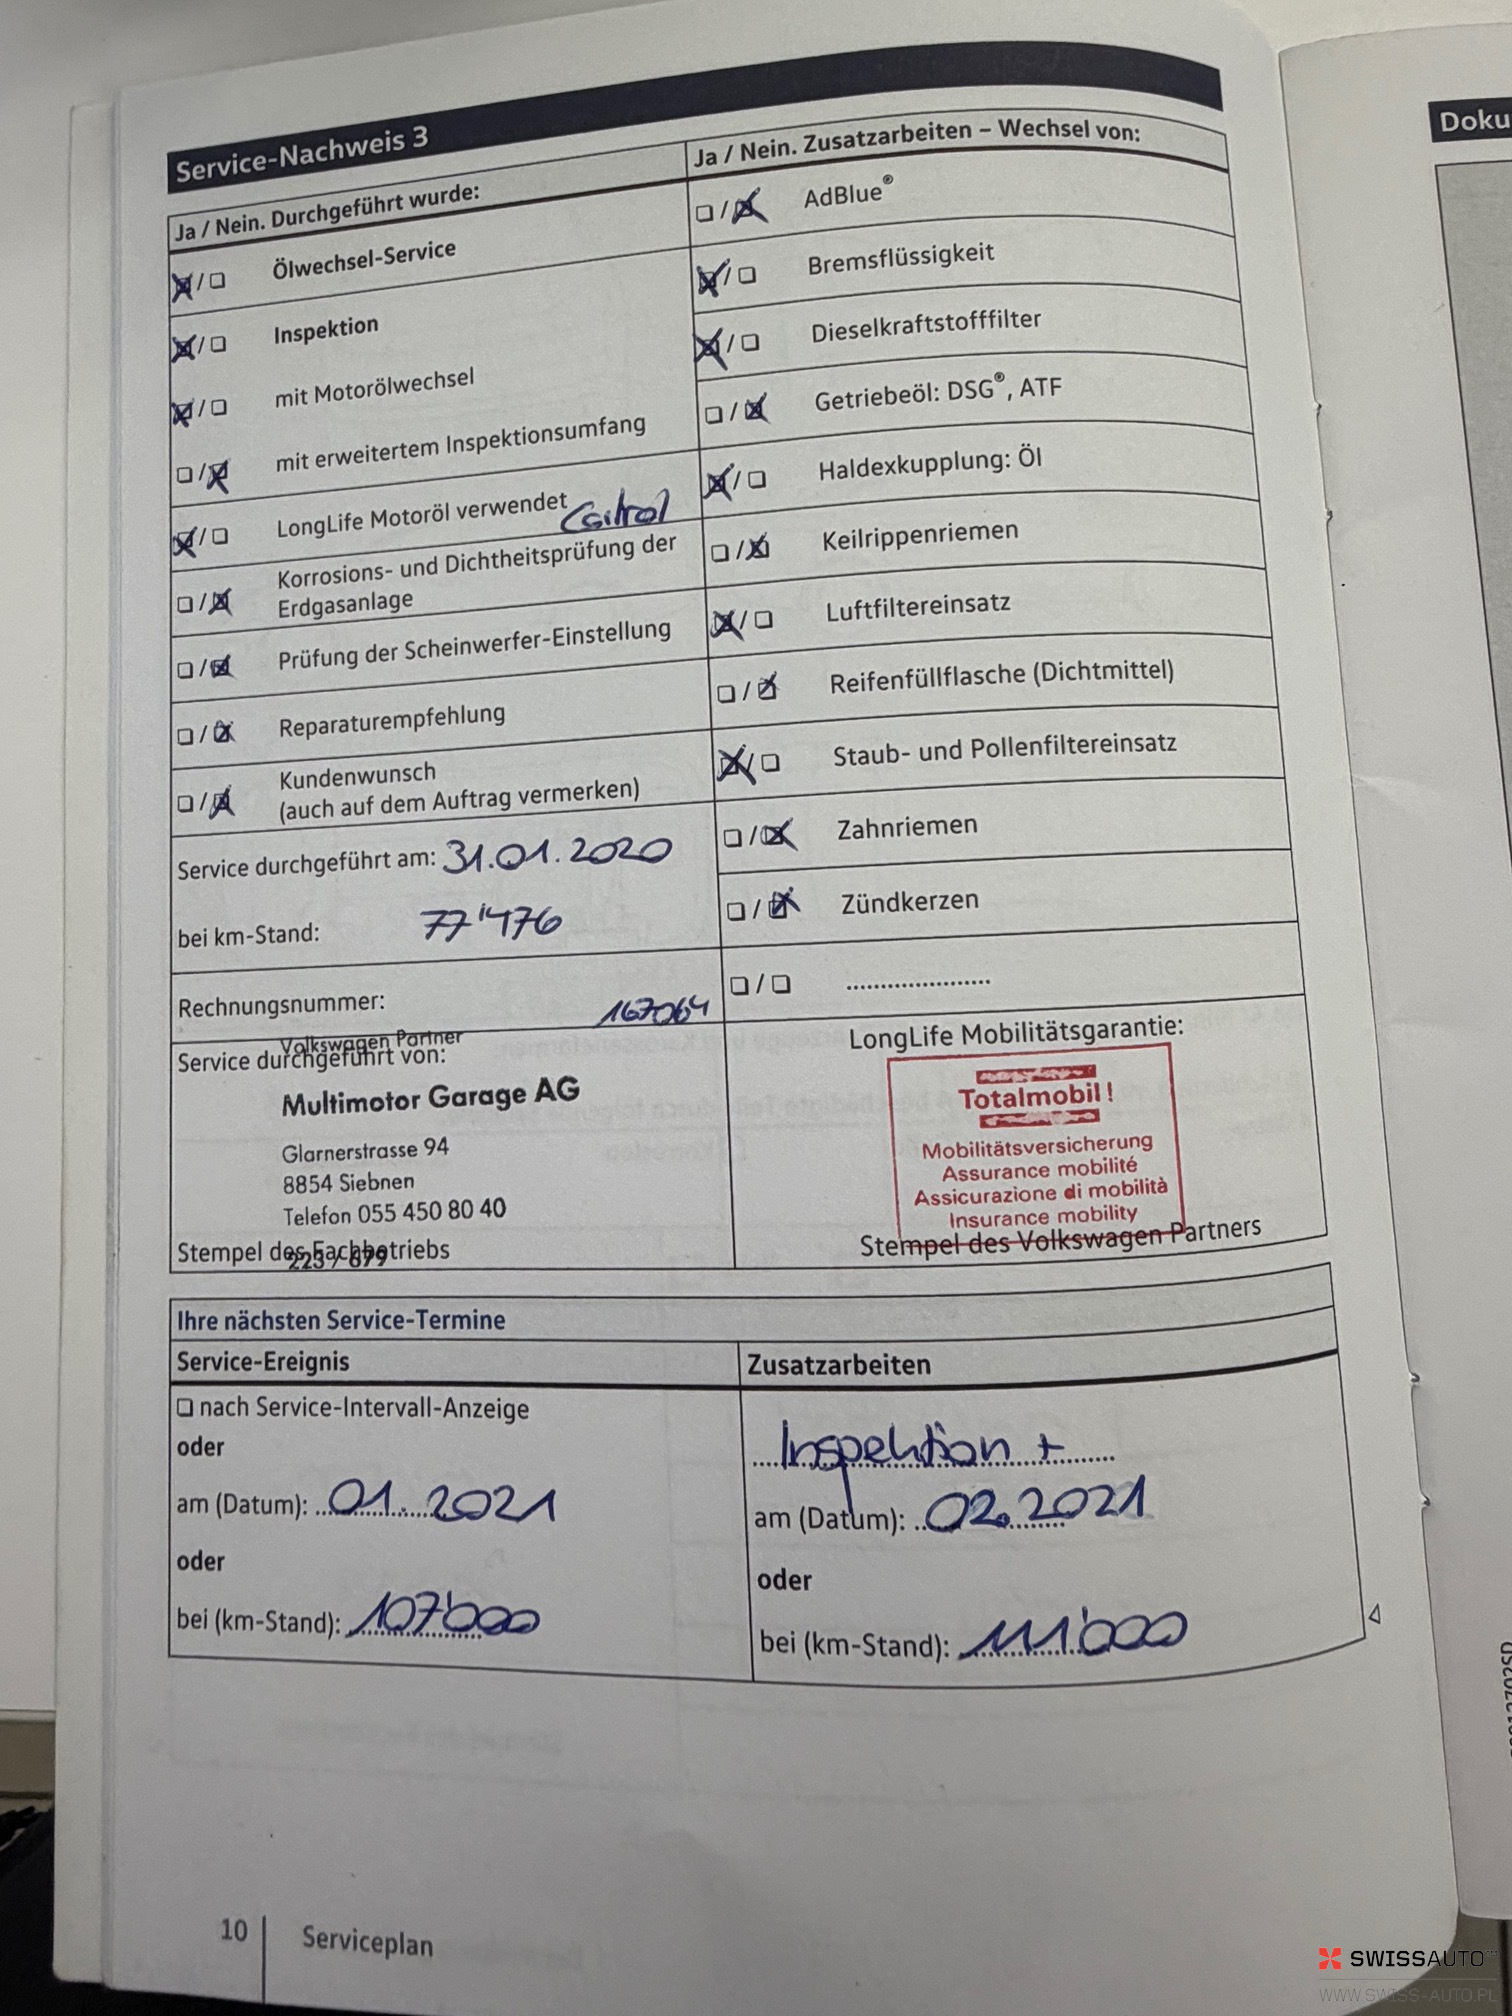 Service-Nachweis 3
Ja / Nein. Durchgeführt wurde:
☒/☐ Ölwechsel-Service
☒/☐ Inspektion
☒/☐ mit Motorölwechsel
☐/☒ mit erweitertem Inspektionsumfang
☒/☐ LongLife Motoröl verwendet
☐/☒ Korrosions- und Dichtheitsprüfung der
Erdgasanlage
☐/☒ Prüfung der Scheinwerfer-Einstellung
☐/☒ Reparaturempfehlung
☐/☒ Kundenwunsch
(auch auf dem Auftrag vermerken)
Service durchgeführt am: 31.01.2020
bei km-Stand: 77'476
Rechnungsnummer: 167064
Ja / Nein. Zusatzarbeiten – Wechsel von:
☐/☒ AdBlue®
☒/☐ Bremsflüssigkeit
☒/☐ Dieselkraftstofffilter
☐/☒ Getriebeöl: DSG®, ATF
☒/☐ Haldexkupplung: Öl
☐/☒ Keilrippenriemen
☒/☐ Luftfiltereinsatz
☐/☒ Reifenfüllflasche (Dichtmittel)
☒/☐ Staub- und Pollenfiltereinsatz
☐/☒ Zahnriemen
☐/☒ Zündkerzen
☐/☐ .....................
Volkswagen Partner
Service durchgeführt von:
Multimotor Garage AG
Glarnerstrasse 94
8854 Siebnen
Telefon 055 450 80 40
223 / 679
Stempel des Fachbetriebs
LongLife Mobilitätsgarantie:
Totalmobil!
Mobilitätsversicherung
Assurance mobilité
Assicurazione di mobilità
Insurance mobility
Stempel des Volkswagen Partners
Ihre nächsten Service-Termine
Service-Ereignis
☐ nach Service-Intervall-Anzeige
oder
am (Datum): 01.2021
oder
bei (km-Stand): 107'000
Zusatzarbeiten
Inspektion +
am (Datum): 02.2021
oder
bei (km-Stand): 111'000
10 Serviceplan
Doku
SWISSAUTO
WWW.SWISS-AUTO.PL